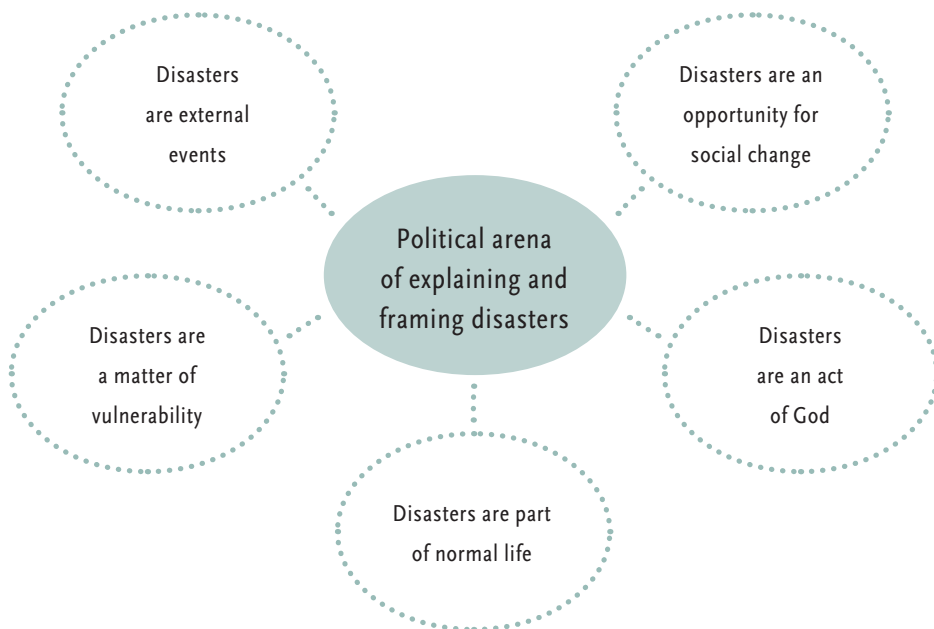 Disasters
are external
events
Disasters are an
opportunity for
social change
Political arena
of explaining and
framing disasters
Disasters are
a matter of
vulnerability
Disasters
are an act
of God
Disasters are part
of normal life